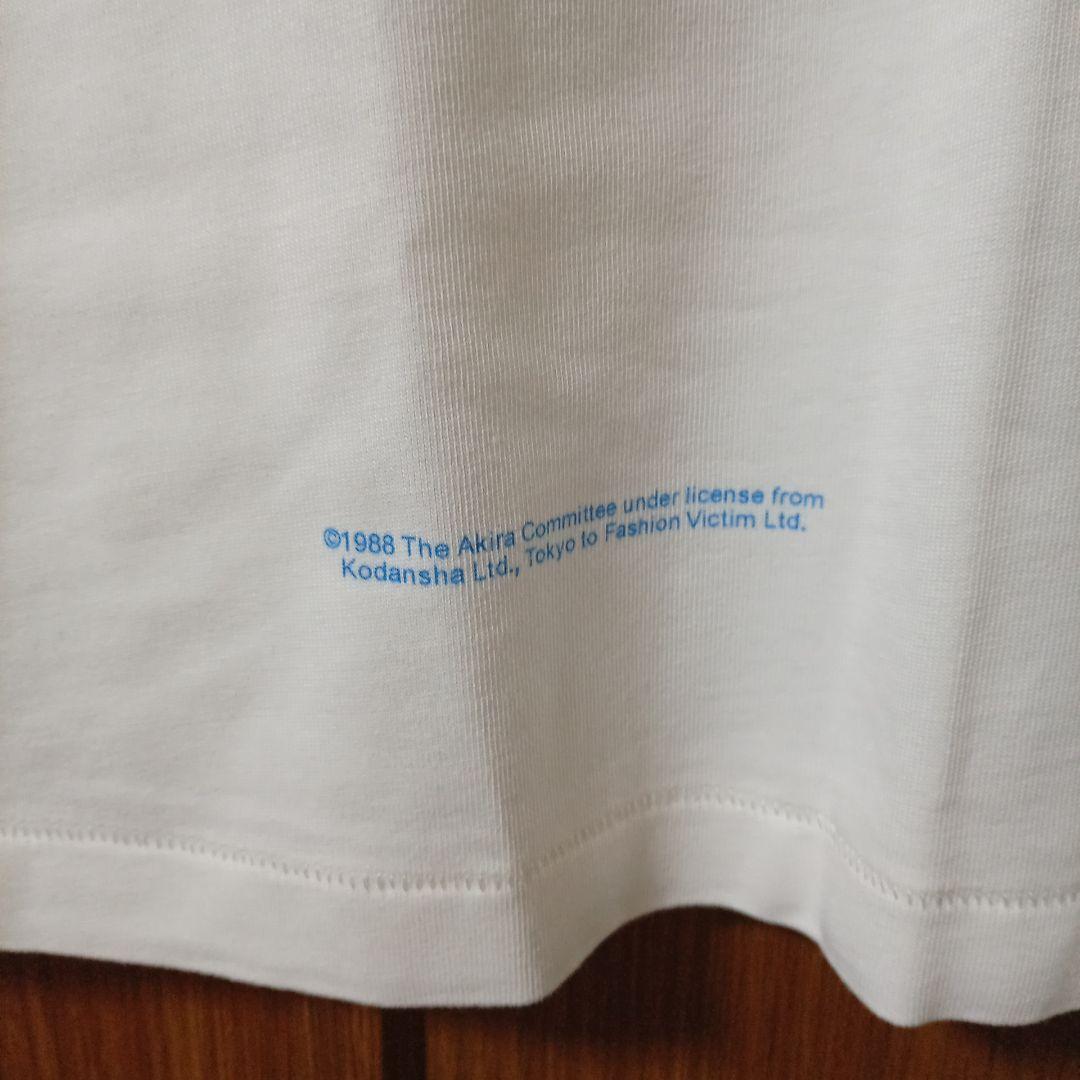 ©1988 The Akira Committee under license from
Kodansha Ltd., Tokyo to Fashion Victim Ltd.